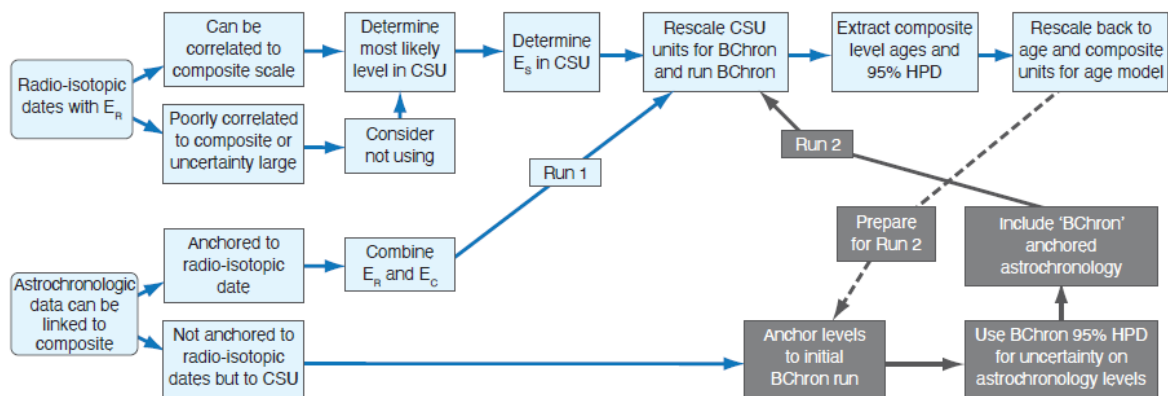 Radio-isotopic
dates with E_R
Can be
correlated to
composite scale
Poorly correlated
to composite or
uncertainty large
Determine
most likely
level in CSU
Consider
not using
Determine
E_S in CSU
Rescale CSU
units for BChron
and run BChron
Extract composite
level ages and
95% HPD
Rescale back to
age and composite
units for age model
Run 1
Run 2
Prepare
for Run 2
Include ‘BChron’
anchored
astrochronology
Astrochronologic
data can be
linked to
composite
Anchored to
radio-isotopic
date
Combine
E_R and E_C
Not anchored to
radio-isotopic
dates but to CSU
Anchor levels
to initial
BChron run
Use BChron 95% HPD
for uncertainty on
astrochronology levels